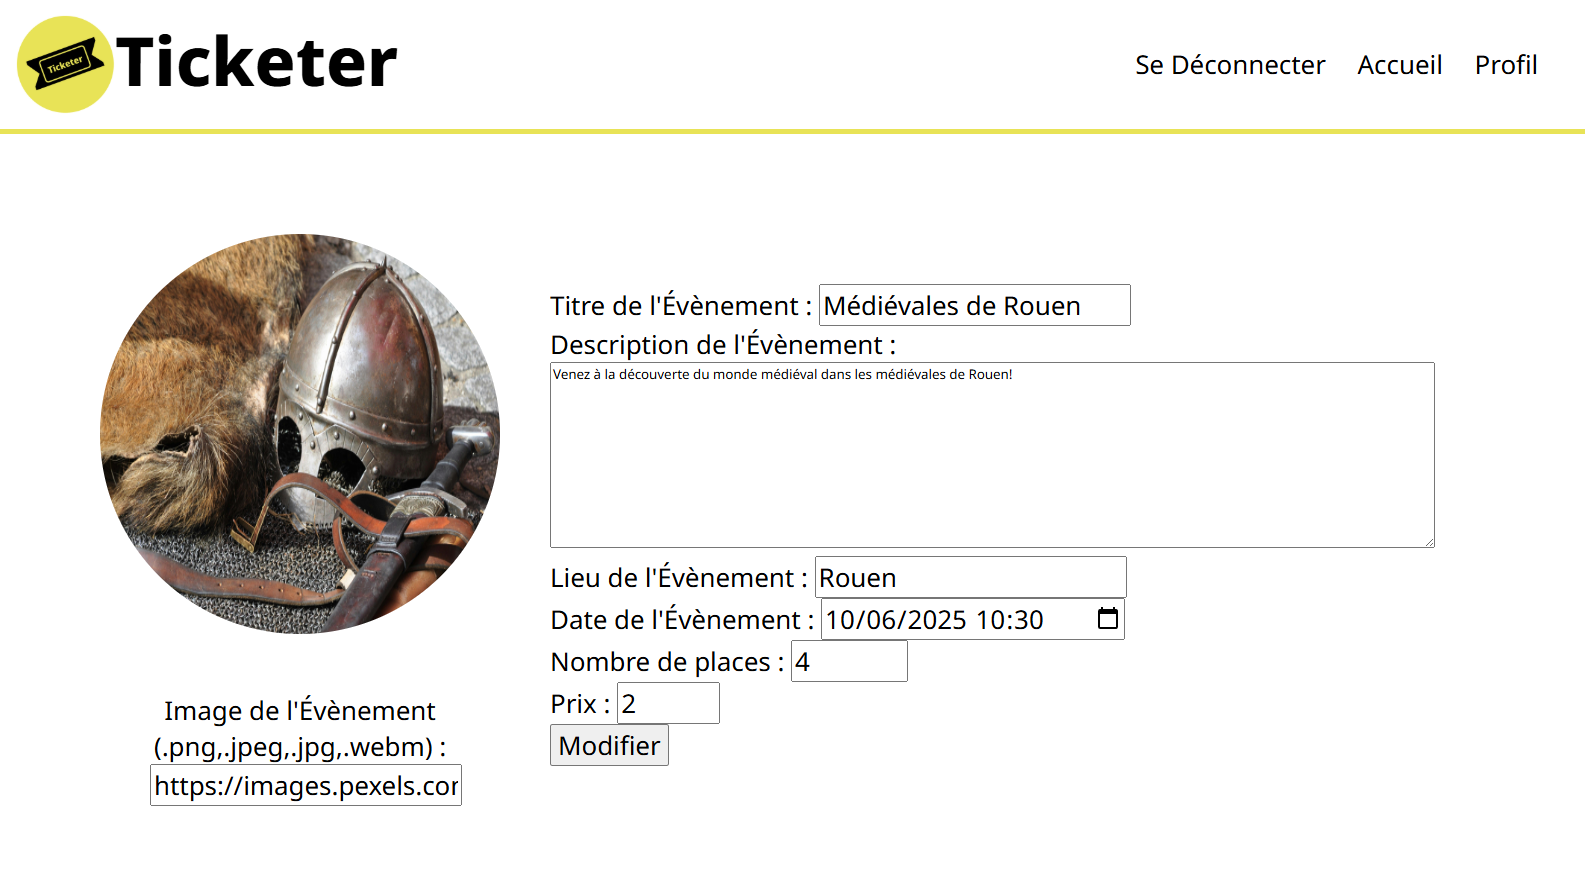 Ticketer
Ticketer
Se Déconnecter
Accueil
Profil
Titre de l'Évènement : Médiévales de Rouen
Description de l'Évènement :
Venez à la découverte du monde médiéval dans les médiévales de Rouen!
Lieu de l'Évènement : Rouen
Date de l'Évènement : 10/06/2025 10:30
Nombre de places : 4
Prix : 2
Modifier
Image de l'Évènement
(.png,.jpeg,.jpg,.webm) :
https://images.pexels.cor